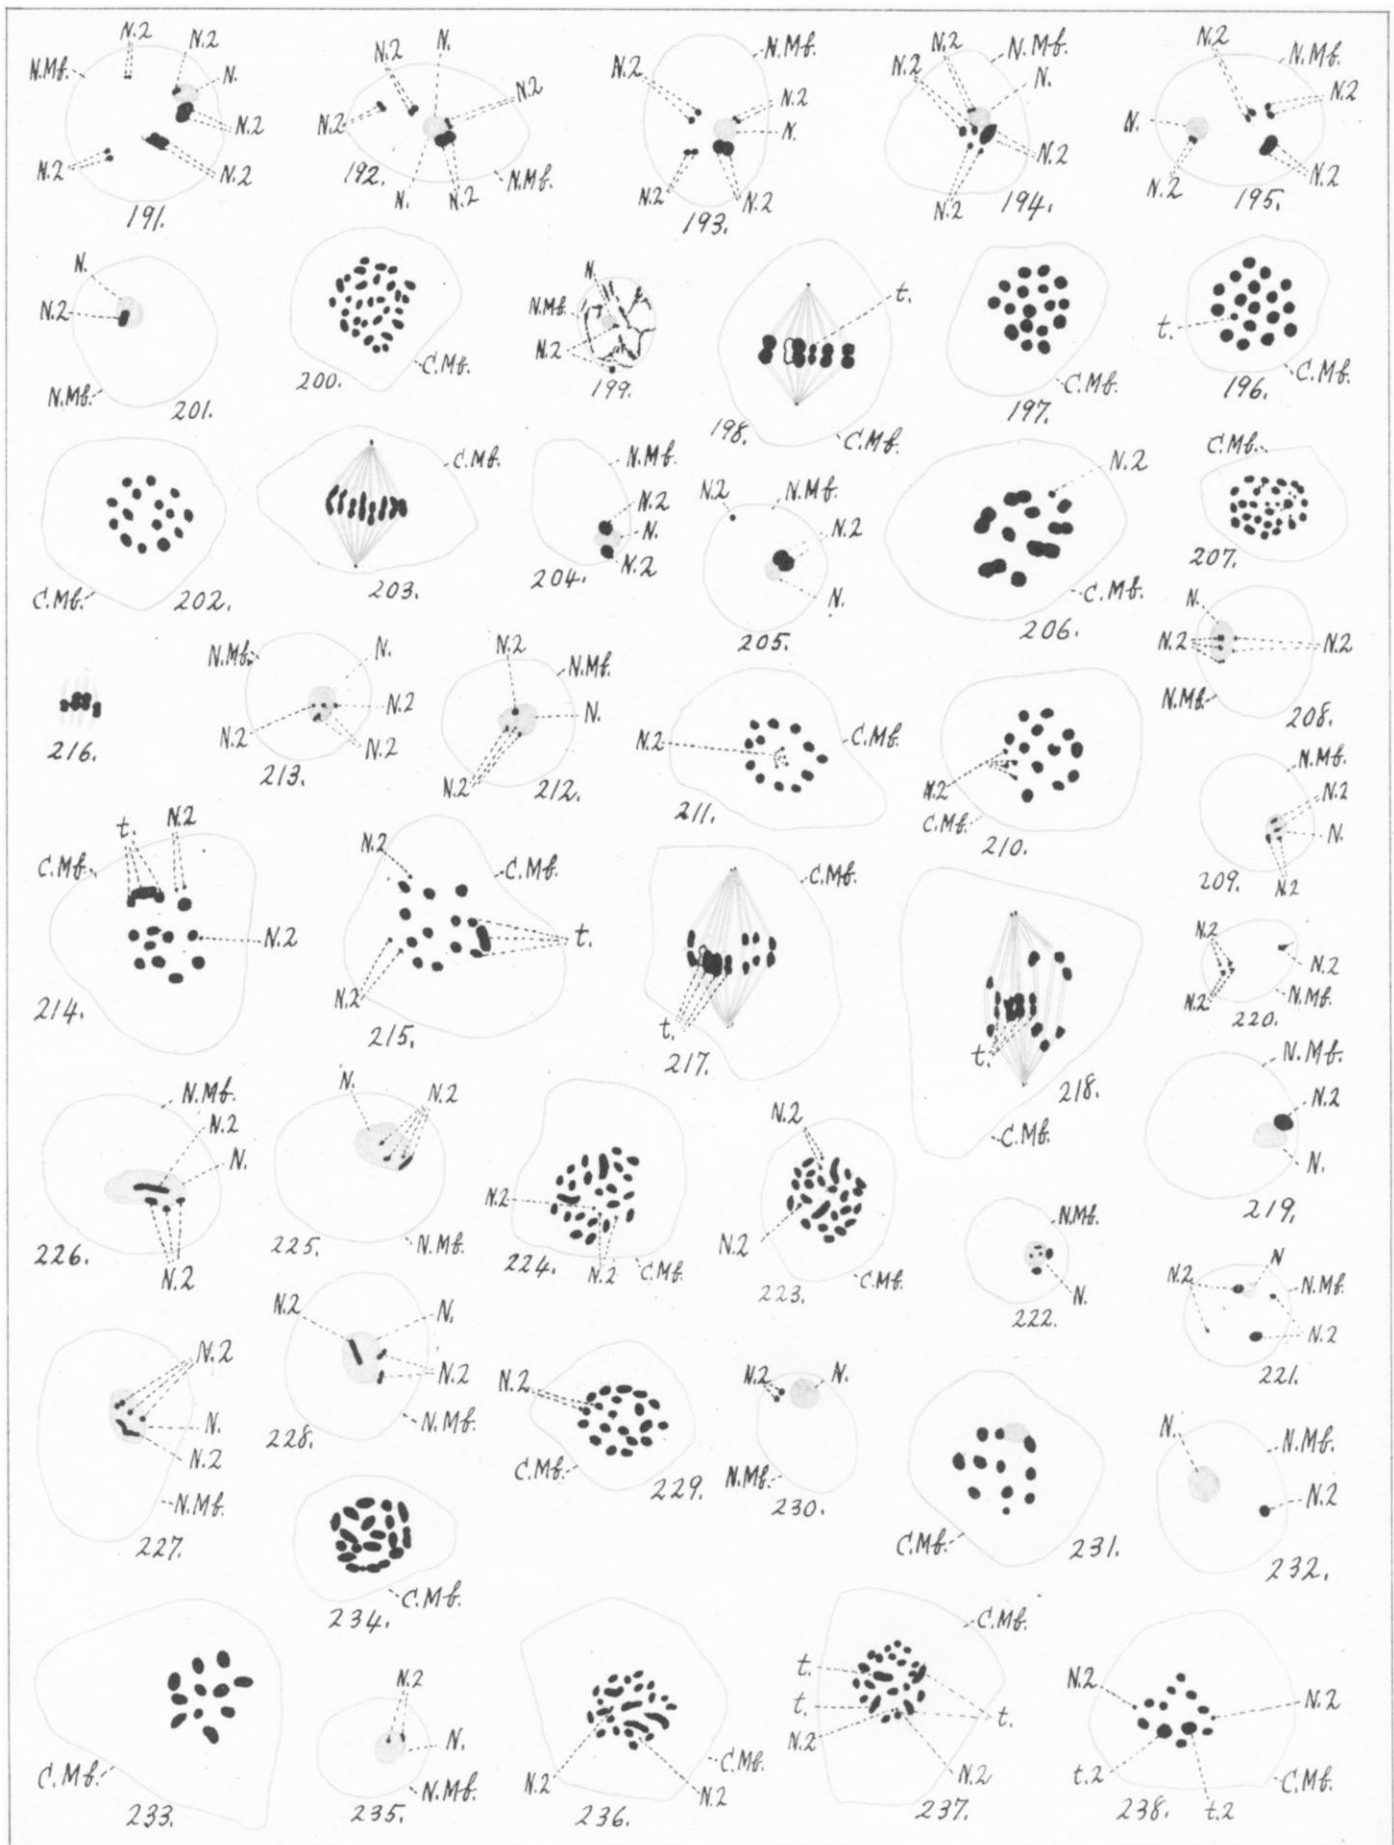 N.Mb. N.2 N.2 N. N.2 N.2 N.2 191.
N.2 N. N.2 N.2 192. N. N.2 N.Mb.
N.Mb. N.2 N.2 N. N.2 N.2 193.
N.2 N.Mb. N.2 N. N.2 N.2 194.
N.2 N.Mb. N.2 N. N.2 N.2 195.
N. N.2 N.Mb. 201.
200. C.Mb.
N. N.Mb. N.2 199.
t. 198. C.Mb.
C.Mb. 197.
t. C.Mb. 196.
C.Mb. 202.
C.Mb. 203.
N.Mb. N.2 N. N.2 204.
N.2 N.Mb. N.2 N. 205.
N.2 C.Mb. 206.
C.Mb. 207.
N. N.2 N.2 N.Mb. 208.
216.
N.Mb. N. N.2 N.2 N.2 213.
N.2 N.Mb. N. N.2 212.
N.2 C.Mb. 211.
N.2 C.Mb. 210.
N.Mb. N.2 N. N.2 209.
t. N.2 C.Mb. N.2 214.
N.2 C.Mb. t. N.2 215.
C.Mb. t. 217.
t. C.Mb. 218.
N.2 N.2 N.2 N.Mb. 220.
N.Mb. N.2 N. 219.
N.Mb. N.2 N. N.2 226.
N. N.2 N.Mb. 225.
N.2 N.2 C.Mb. 224.
N.2 N.2 C.Mb. 223.
N.Mb. N. 222.
N.2 N N.Mb. N.2 221.
N.2 N. N.2 N.Mb. 227.
N.2 N. N.2 N.Mb. 228.
N.2 C.Mb. 229.
N.2 N. N.Mb. 230.
C.Mb. 231.
N. N.Mb. N.2 232.
C.Mb. 234.
C.Mb. 233.
N.2 N. N.Mb. 235.
N.2 N.2 C.Mb. 236.
C.Mb. t. t. t. N.2 N.2 237.
N.2 N.2 t.2 t.2 C.Mb. 238.